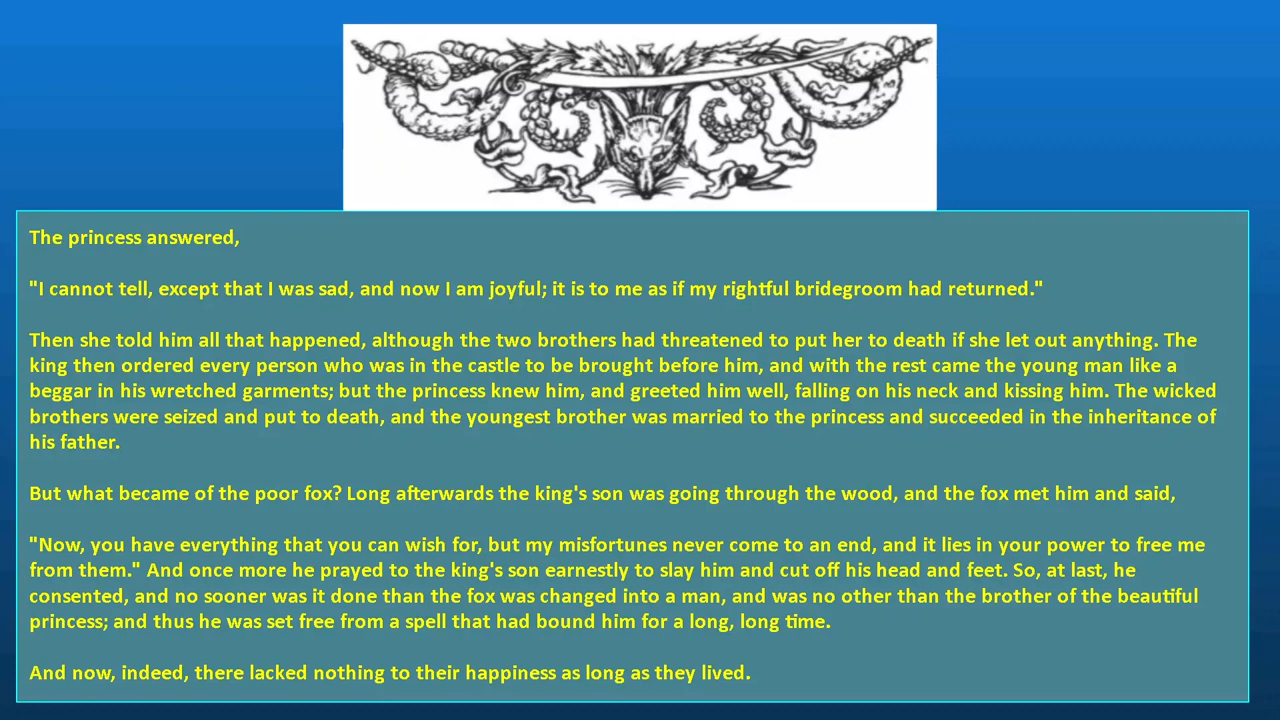 The princess answered,
"I cannot tell, except that I was sad, and now I am joyful; it is to me as if my rightful bridegroom had returned."
Then she told him all that happened, although the two brothers had threatened to put her to death if she let out anything. The
king then ordered every person who was in the castle to be brought before him, and with the rest came the young man like a
beggar in his wretched garments; but the princess knew him, and greeted him well, falling on his neck and kissing him. The wicked
brothers were seized and put to death, and the youngest brother was married to the princess and succeeded in the inheritance of
his father.
But what became of the poor fox? Long afterwards the king's son was going through the wood, and the fox met him and said,
"Now, you have everything that you can wish for, but my misfortunes never come to an end, and it lies in your power to free me
from them." And once more he prayed to the king's son earnestly to slay him and cut off his head and feet. So, at last, he
consented, and no sooner was it done than the fox was changed into a man, and was no other than the brother of the beautiful
princess; and thus he was set free from a spell that had bound him for a long, long time.
And now, indeed, there lacked nothing to their happiness as long as they lived.